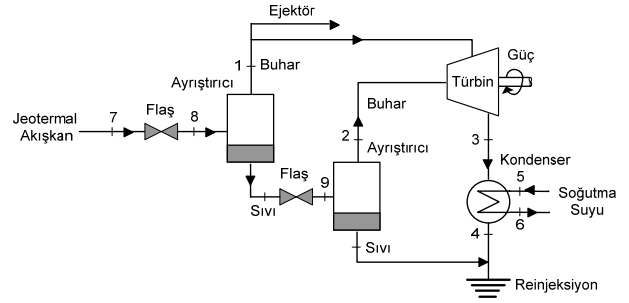 Ejektör
1
Buhar
Ayrıştırıcı
Güç
Türbin
7
Flaş
8
Jeotermal
Akışkan
Buhar
2
Ayrıştırıcı
3
Kondenser
Flaş
9
Sıvı
5
Soğutma
Suyu
6
4
Sıvı
Reinjeksiyon